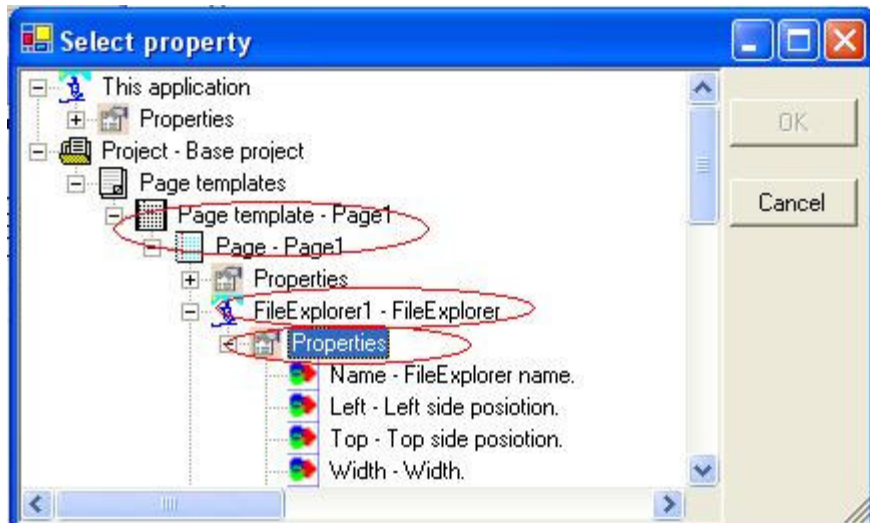 Select property
This application
Properties
OK
Project - Base project
Page templates
Cancel
Page template - Page1
Page - Page1
Properties
FileExplorer1 - FileExplorer
Properties
Name - FileExplorer name.
Left - Left side posiotion.
Top - Top side posiotion.
Width - Width.